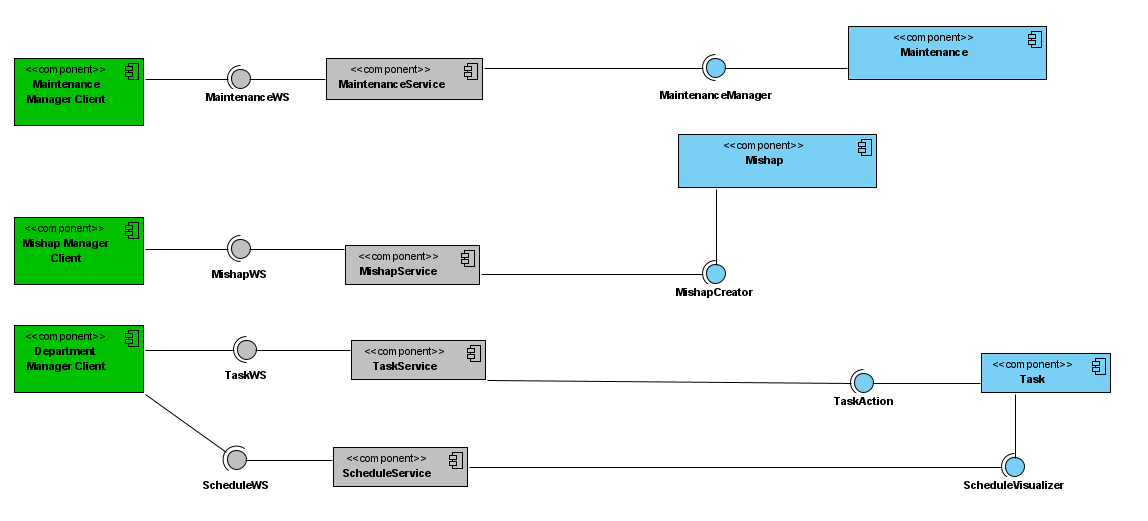 <<component>>
Maintenance
<<component>>
Maintenance
Manager Client
<<component>>
MaintenanceService
MaintenanceWS
MaintenanceManager
<<component>>
Mishap
<<component>>
Mishap Manager
Client
<<component>>
MishapService
MishapWS
MishapCreator
<<component>>
Department
Manager Client
<<component>>
TaskService
TaskWS
<<component>>
Task
TaskAction
<<component>>
ScheduleService
ScheduleWS
ScheduleVisualizer